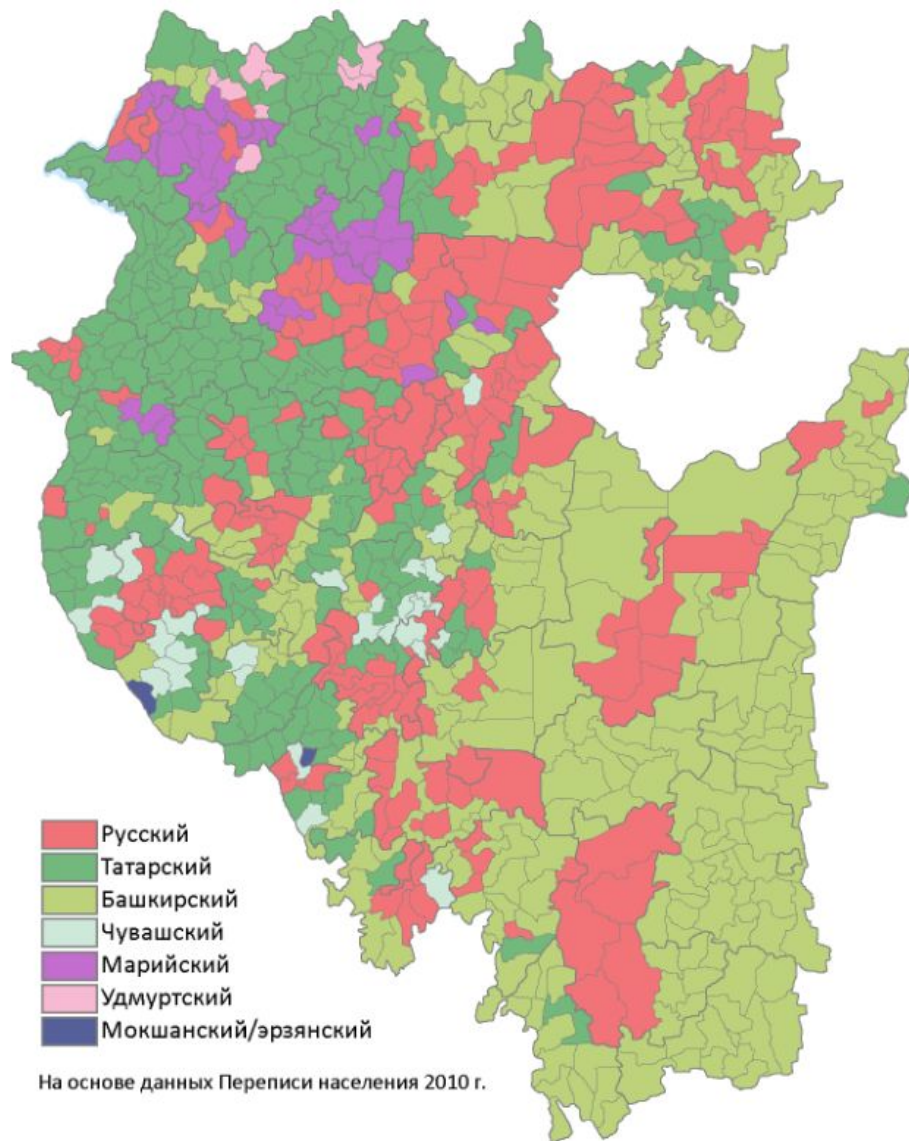 Русский
Татарский
Башкирский
Чувашский
Марийский
Удмуртский
Мокшанский/эрзянский
На основе данных Переписи населения 2010 г.